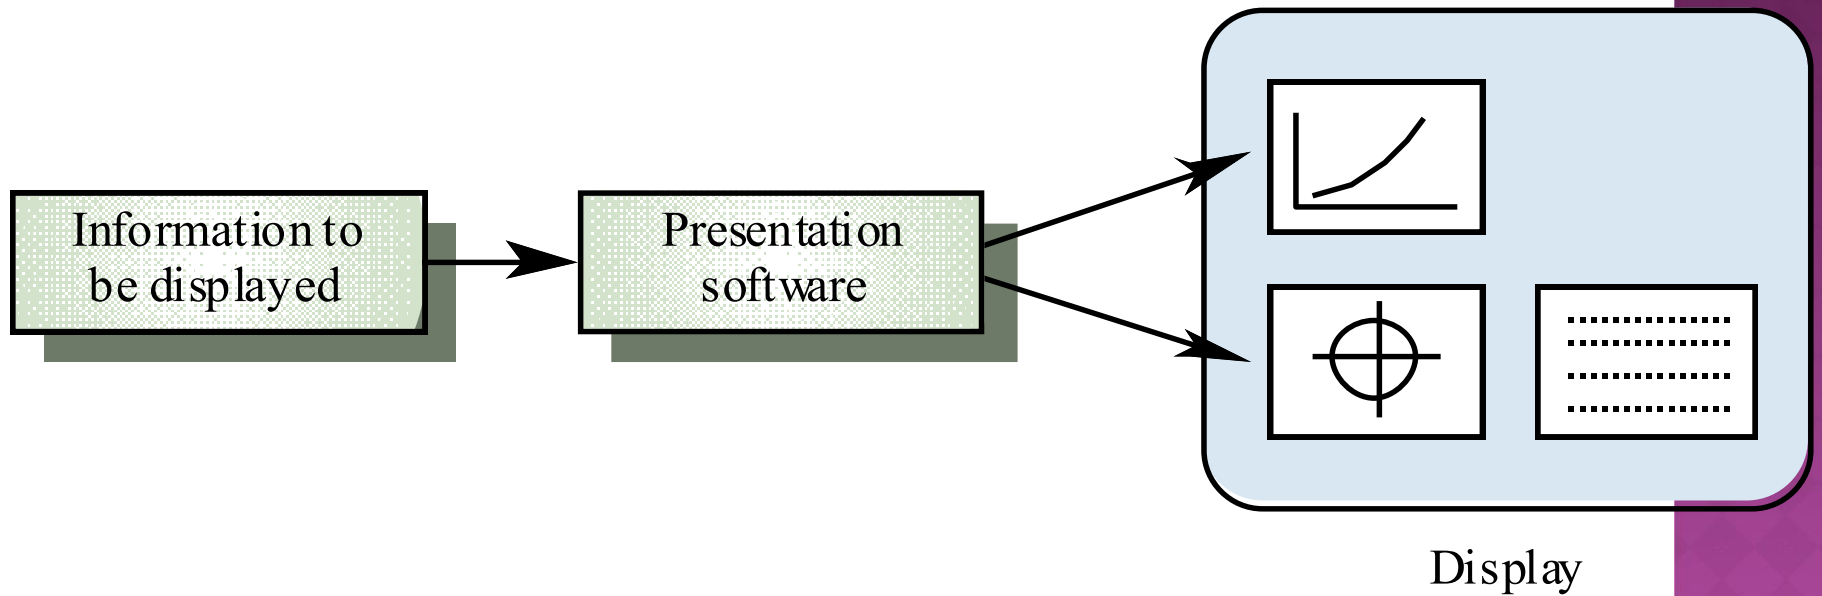 Information to
be displayed
Presentation
software
Display